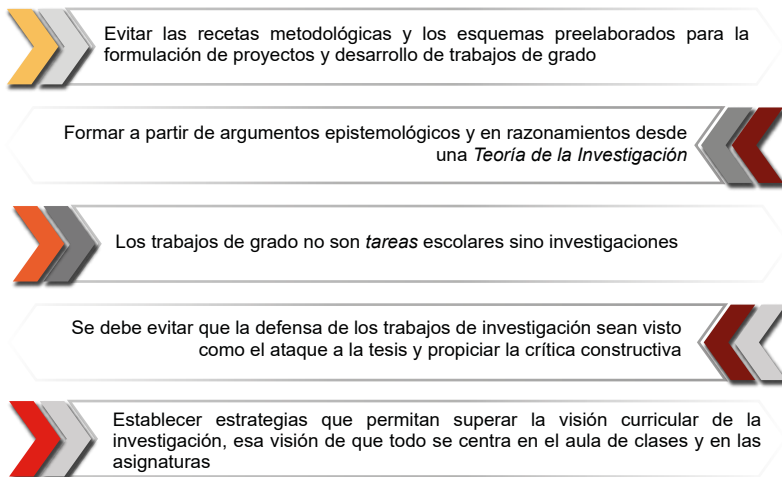 Evitar las recetas metodológicas y los esquemas preelaborados para la
formulación de proyectos y desarrollo de trabajos de grado
Formar a partir de argumentos epistemológicos y en razonamientos desde
una Teoría de la Investigación
Los trabajos de grado no son tareas escolares sino investigaciones
Se debe evitar que la defensa de los trabajos de investigación sean visto
como el ataque a la tesis y propiciar la crítica constructiva
Establecer estrategias que permitan superar la visión curricular de la
investigación, esa visión de que todo se centra en el aula de clases y en las
asignaturas